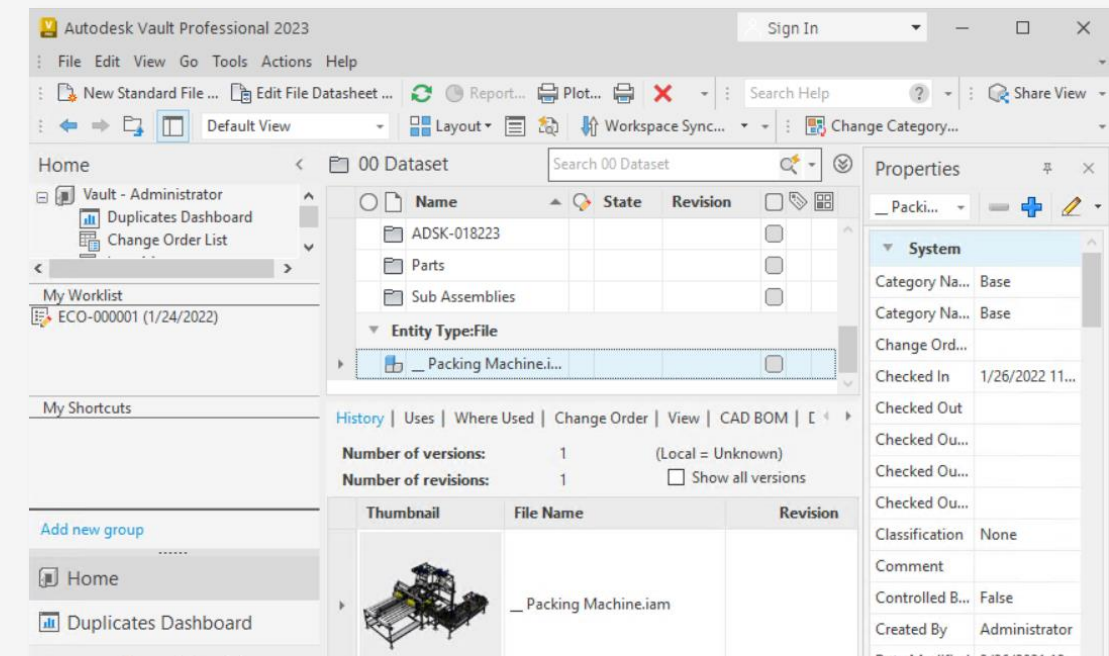 Autodesk Vault Professional 2023
Sign In
File Edit View Go Tools Actions Help
New Standard File ... Edit File Datasheet ... Report... Plot... Search Help ? Share View
Default View Layout Workspace Sync... Change Category...
Home
Vault - Administrator
Duplicates Dashboard
Change Order List
My Worklist
ECO-000001 (1/24/2022)
My Shortcuts
Add new group
Home
Duplicates Dashboard
00 Dataset
Search 00 Dataset
Name State Revision
ADSK-018223
Parts
Sub Assemblies
Entity Type:File
__ Packing Machine.i...
History | Uses | Where Used | Change Order | View | CAD BOM |
Number of versions: 1 (Local = Unknown)
Number of revisions: 1 Show all versions
Thumbnail File Name Revision
__ Packing Machine.iam
Properties
__ Packi...
System
Category Na... Base
Category Na... Base
Change Ord...
Checked In 1/26/2022 11...
Checked Out
Checked Ou...
Checked Ou...
Checked Ou...
Classification None
Comment
Controlled B... False
Created By Administrator